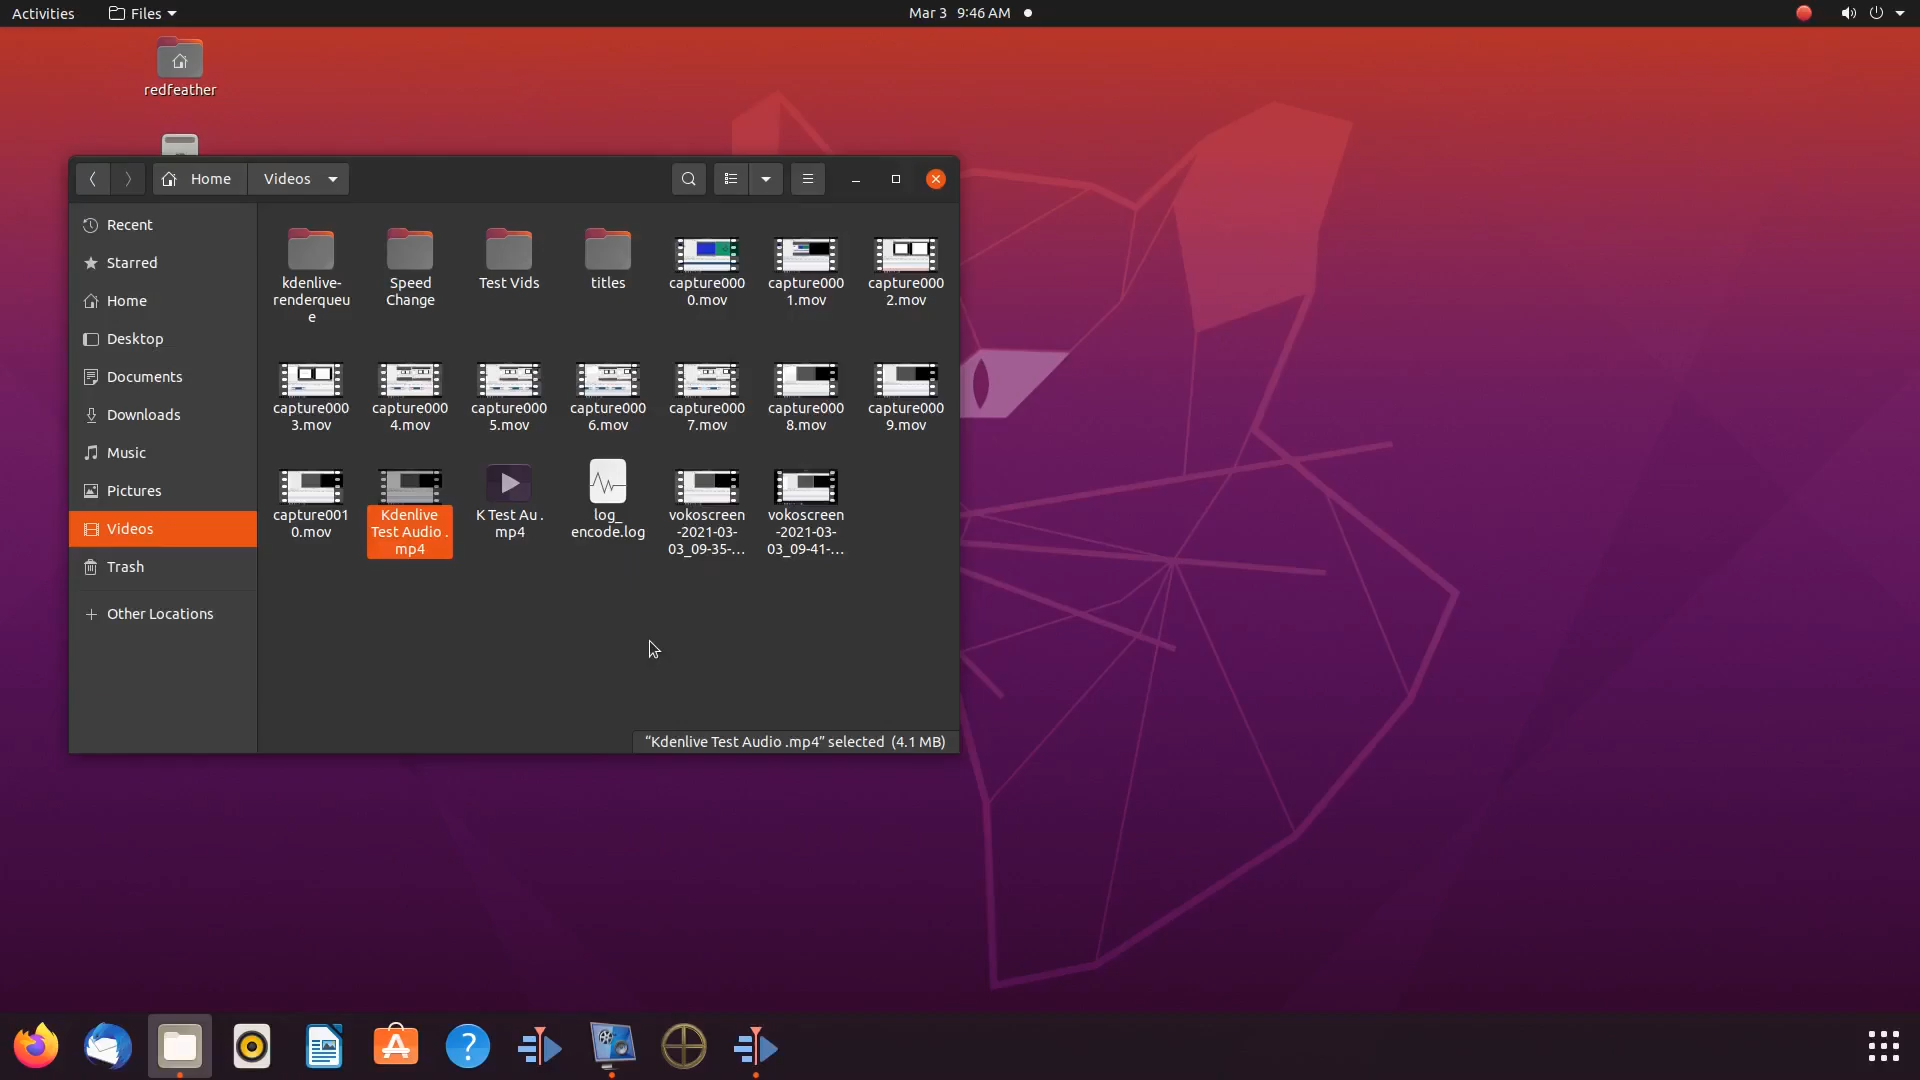 Activities
Files
Mar 3 9:46 AM
redfeather
Home
Videos
Recent
Starred
Home
Desktop
Documents
Downloads
Music
Pictures
Videos
Trash
Other Locations
kdenlive-
renderqueu
e
Speed
Change
Test Vids
titles
capture000
0.mov
capture000
1.mov
capture000
2.mov
capture000
3.mov
capture000
4.mov
capture000
5.mov
capture000
6.mov
capture000
7.mov
capture000
8.mov
capture000
9.mov
capture001
0.mov
Kdenlive
Test Audio .
mp4
K Test Au .
mp4
log_
encode.log
vokoscreen
-2021-03-
03_09-35-...
vokoscreen
-2021-03-
03_09-41-...
“Kdenlive Test Audio .mp4” selected (4.1 MB)